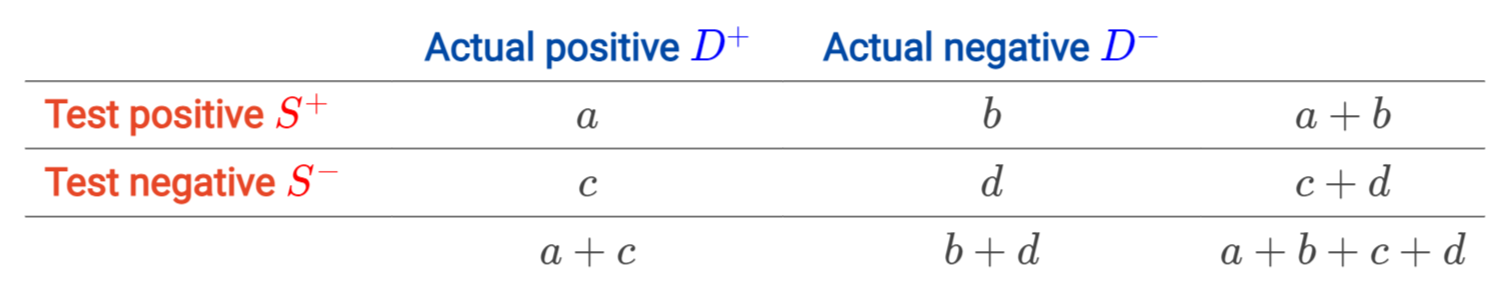 Actual positive D⁺ Actual negative D⁻
Test positive S⁺ a b a + b
Test negative S⁻ c d c + d
a + c b + d a + b + c + d